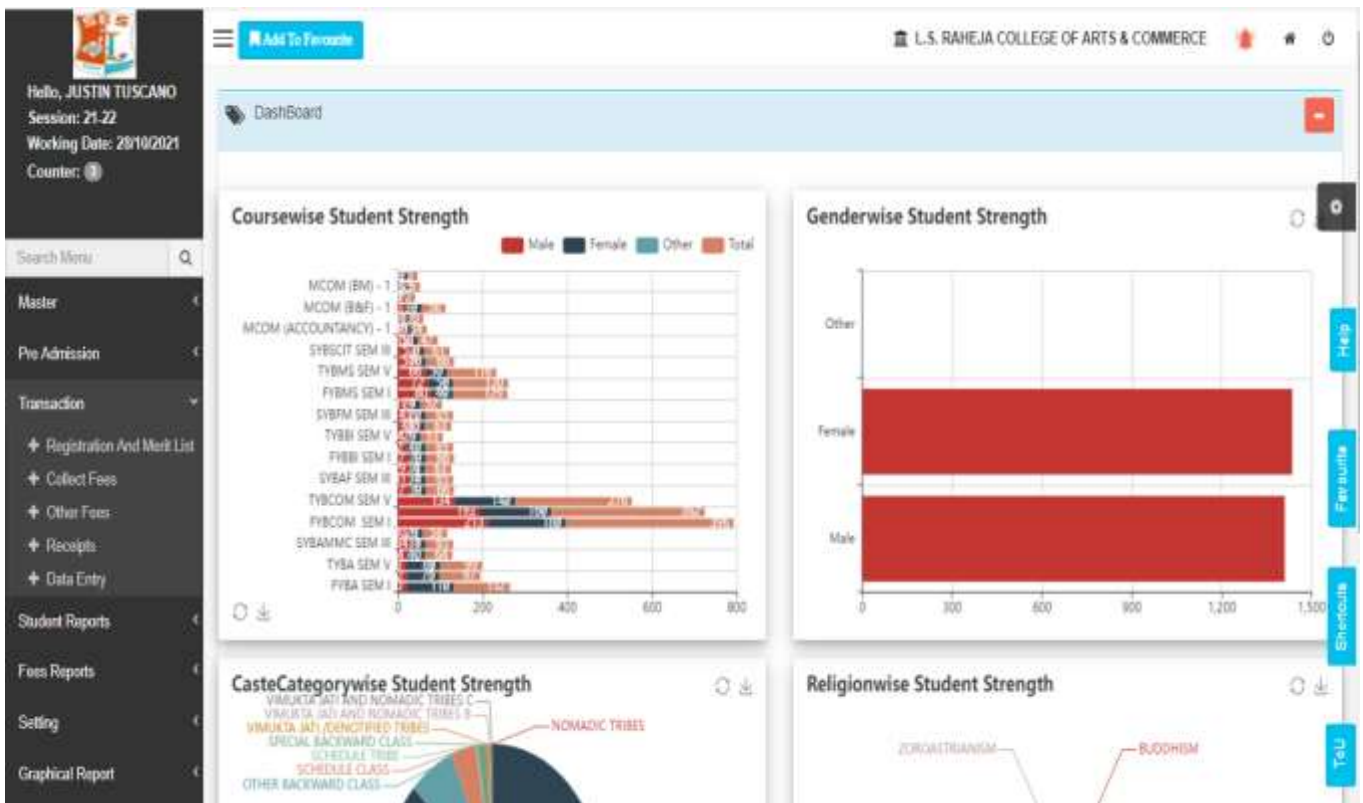 Add To Favourite
L.S. RAHEJA COLLEGE OF ARTS & COMMERCE
Hello, JUSTIN TUSCANO
Session: 21-22
Working Date: 28/10/2021
Counter: 3
Search Menu
Master
Pre Admission
Transaction
Registration And Merit List
Collect Fees
Other Fees
Receipts
Data Entry
Student Reports
Fees Reports
Setting
Graphical Report
DashBoard
Coursewise Student Strength
Male Female Other Total
MCOM (BM) - 1
MCOM (B&F) - 1
MCOM (ACCOUNTANCY) - 1
SYBSCIT SEM III
TYBMS SEM V
FYBMS SEM I
SYBFM SEM III
TYBBI SEM V
FYBBI SEM I
SYBAF SEM III
TYBCOM SEM V
FYBCOM SEM I
SYBAMMC SEM III
TYBA SEM V
FYBA SEM I
0 200 400 600 800
Genderwise Student Strength
Other
Female
Male
0 300 600 900 1,200 1,500
Help
Favourite
Shortcuts
ToU
CasteCategorywise Student Strength
VIMUKTA JATI AND NOMADIC TRIBES C
VIMUKTA JATI AND NOMADIC TRIBES B
VIMUKTA JATI /DENOTIFIED TRIBES
SPECIAL BACKWARD CLASS
SCHEDULE TRIBE
SCHEDULE CLASS
OTHER BACKWARD CLASS
NOMADIC TRIBES
Religionwise Student Strength
ZOROASTRIANISM
BUDDHISM